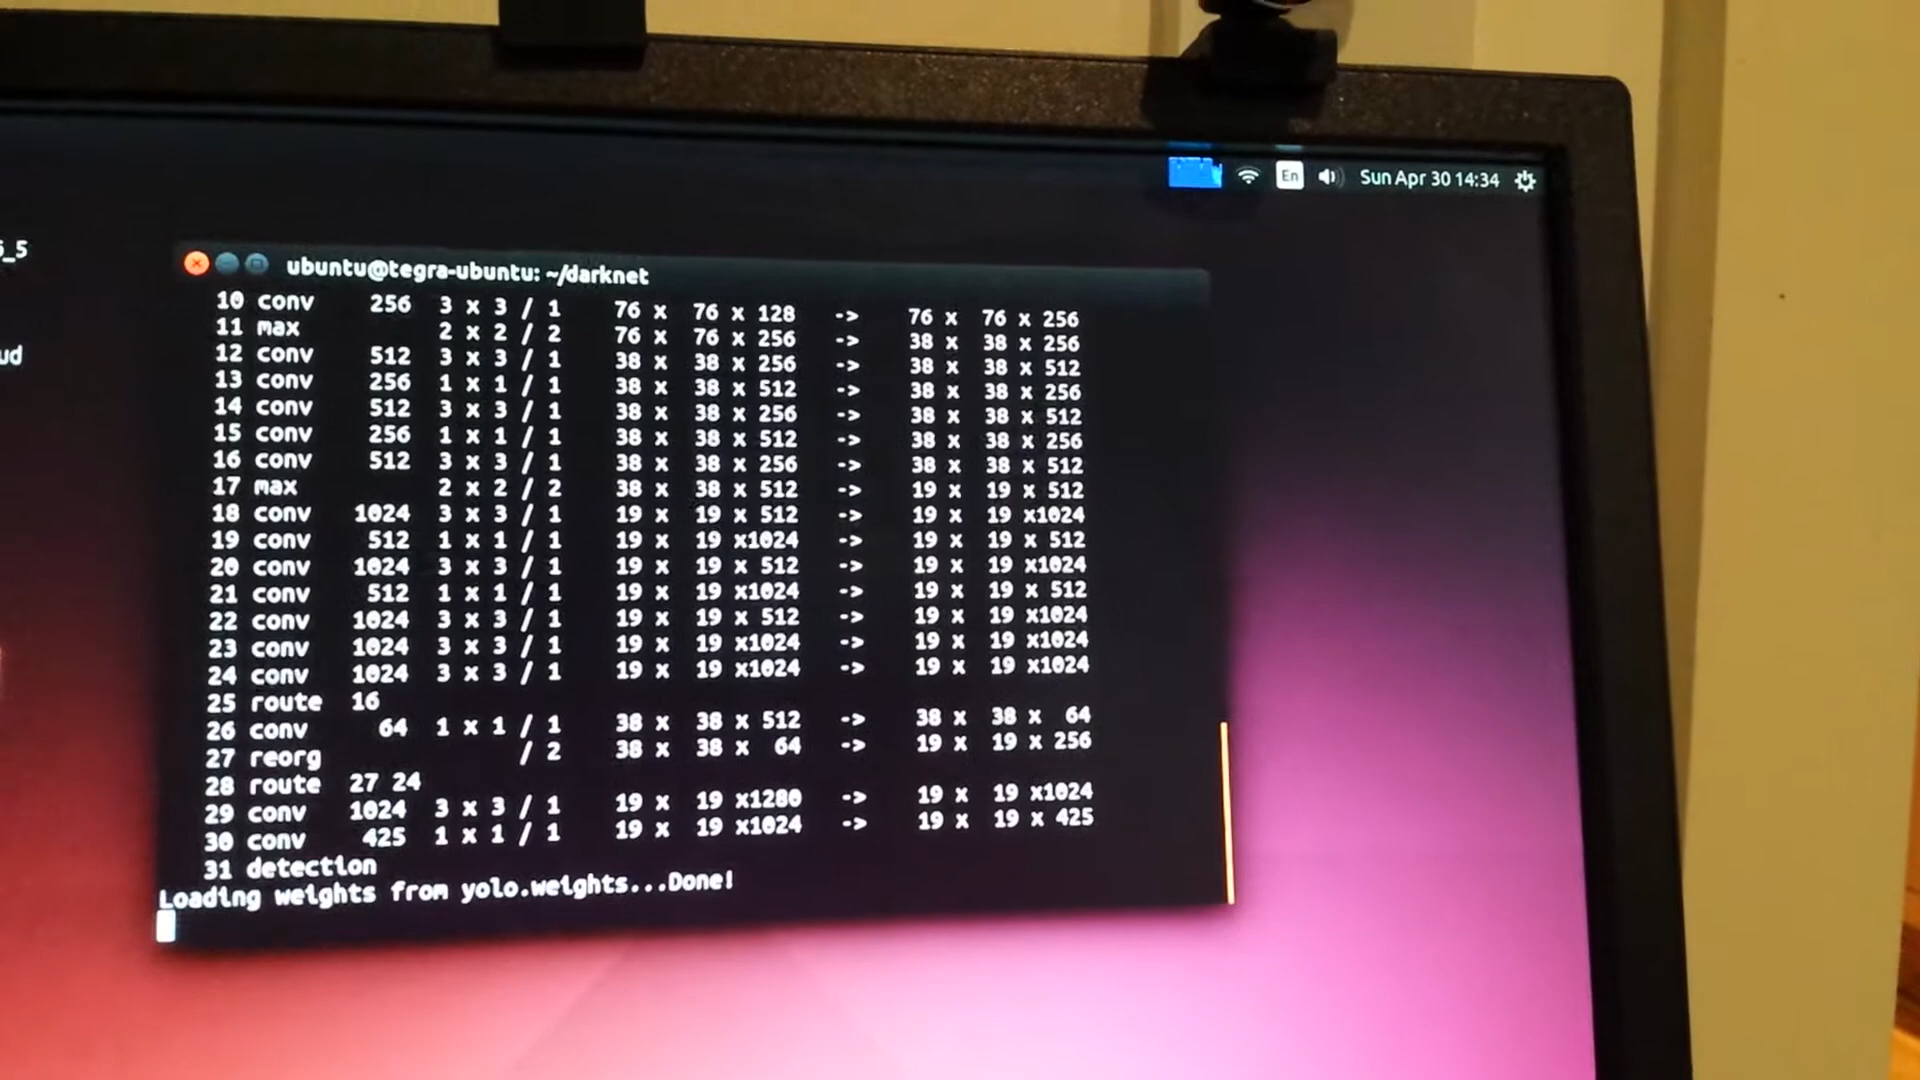 En Sun Apr 30 14:34
5_5
ud
ubuntu@tegra-ubuntu: ~/darknet
10 conv 256 3 x 3 / 1 76 x 76 x 128 -> 76 x 76 x 256
11 max 2 x 2 / 2 76 x 76 x 256 -> 38 x 38 x 256
12 conv 512 3 x 3 / 1 38 x 38 x 256 -> 38 x 38 x 512
13 conv 256 1 x 1 / 1 38 x 38 x 512 -> 38 x 38 x 256
14 conv 512 3 x 3 / 1 38 x 38 x 256 -> 38 x 38 x 512
15 conv 256 1 x 1 / 1 38 x 38 x 512 -> 38 x 38 x 256
16 conv 512 3 x 3 / 1 38 x 38 x 256 -> 38 x 38 x 512
17 max 2 x 2 / 2 38 x 38 x 512 -> 19 x 19 x 512
18 conv 1024 3 x 3 / 1 19 x 19 x 512 -> 19 x 19 x1024
19 conv 512 1 x 1 / 1 19 x 19 x1024 -> 19 x 19 x 512
20 conv 1024 3 x 3 / 1 19 x 19 x 512 -> 19 x 19 x1024
21 conv 512 1 x 1 / 1 19 x 19 x1024 -> 19 x 19 x 512
22 conv 1024 3 x 3 / 1 19 x 19 x 512 -> 19 x 19 x1024
23 conv 1024 3 x 3 / 1 19 x 19 x1024 -> 19 x 19 x1024
24 conv 1024 3 x 3 / 1 19 x 19 x1024 -> 19 x 19 x1024
25 route 16
26 conv 64 1 x 1 / 1 38 x 38 x 512 -> 38 x 38 x 64
27 reorg / 2 38 x 38 x 64 -> 19 x 19 x 256
28 route 27 24
29 conv 1024 3 x 3 / 1 19 x 19 x1280 -> 19 x 19 x1024
30 conv 425 1 x 1 / 1 19 x 19 x1024 -> 19 x 19 x 425
31 detection
Loading weights from yolo.weights...Done!